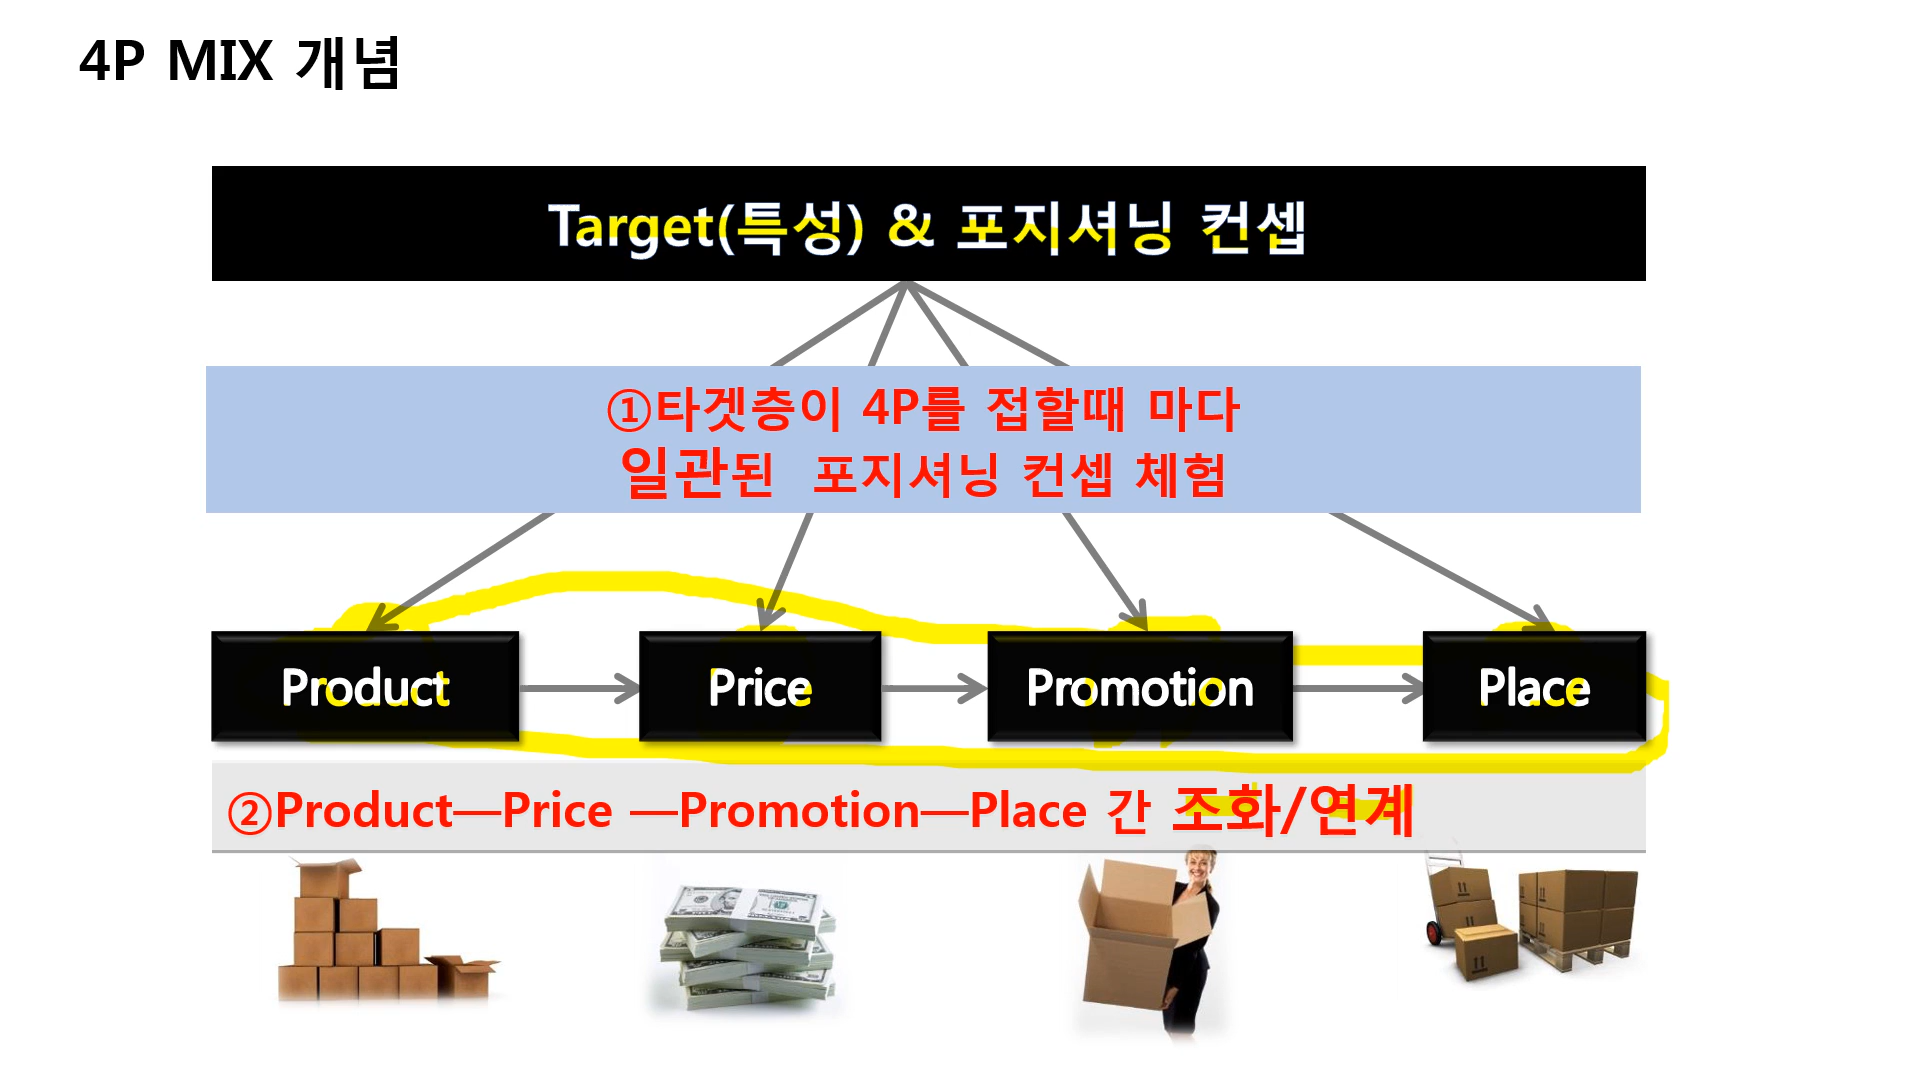 4P MIX 개념
Target(특성) & 포지셔닝 컨셉
①타겟층이 4P를 접할때 마다
일관된 포지셔닝 컨셉 체험
Product
Price
Promotion
Place
②Product—Price —Promotion—Place 간 조화/연계